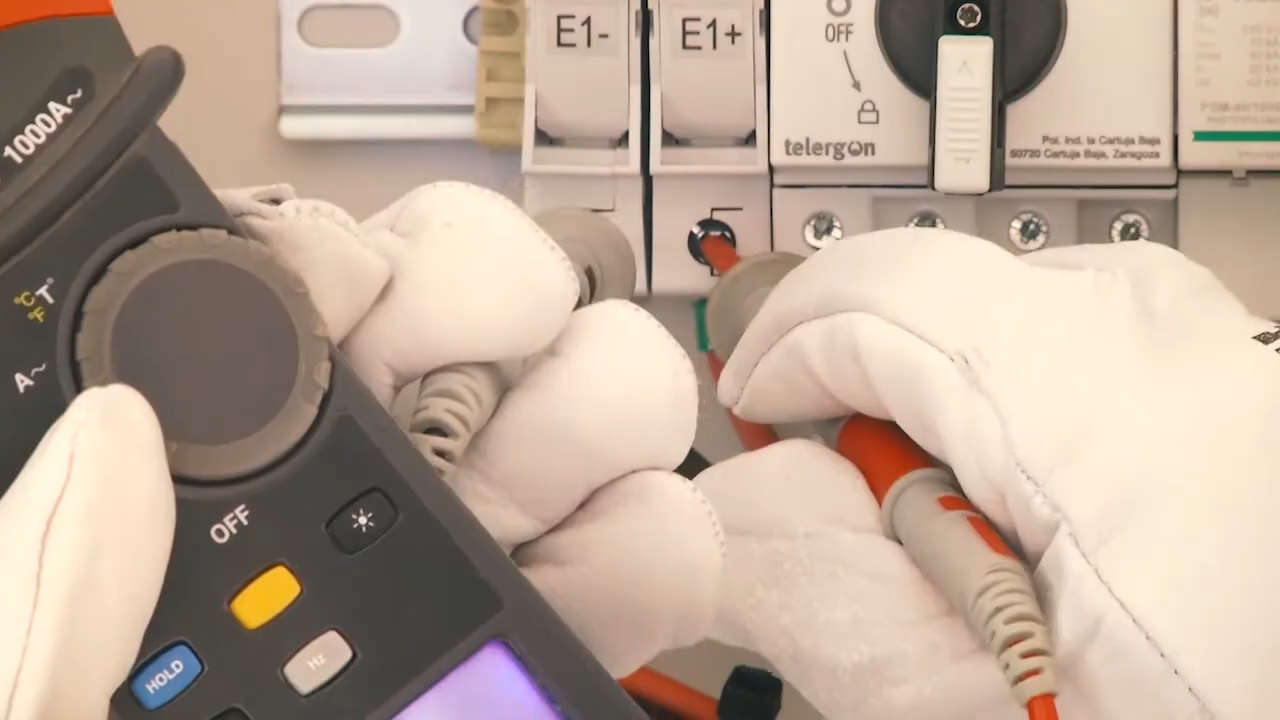 1000A~
°C
°F
T°
A~
OFF
HOLD
Hz
E1-
E1+
OFF
telergon
Pol. Ind. la Cartuja Baja
50720 Cartuja Baja, Zaragoza